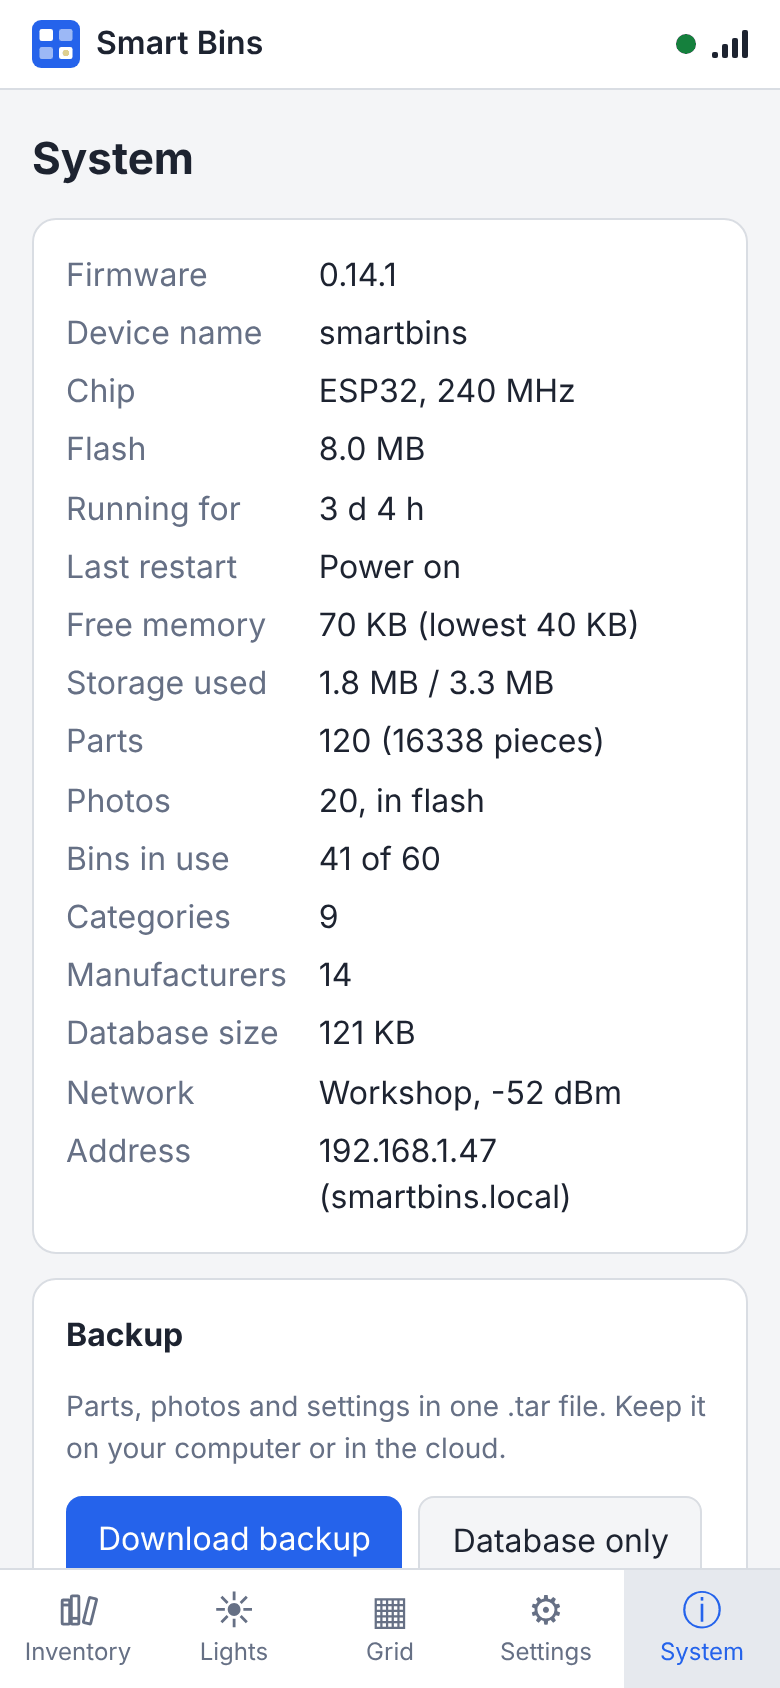 Smart Bins
System
Firmware 0.14.1
Device name smartbins
Chip ESP32, 240 MHz
Flash 8.0 MB
Running for 3 d 4 h
Last restart Power on
Free memory 70 KB (lowest 40 KB)
Storage used 1.8 MB / 3.3 MB
Parts 120 (16338 pieces)
Photos 20, in flash
Bins in use 41 of 60
Categories 9
Manufacturers 14
Database size 121 KB
Network Workshop, -52 dBm
Address 192.168.1.47
(smartbins.local)
Backup
Parts, photos and settings in one .tar file. Keep it
on your computer or in the cloud.
Download backup Database only
Inventory Lights Grid Settings System